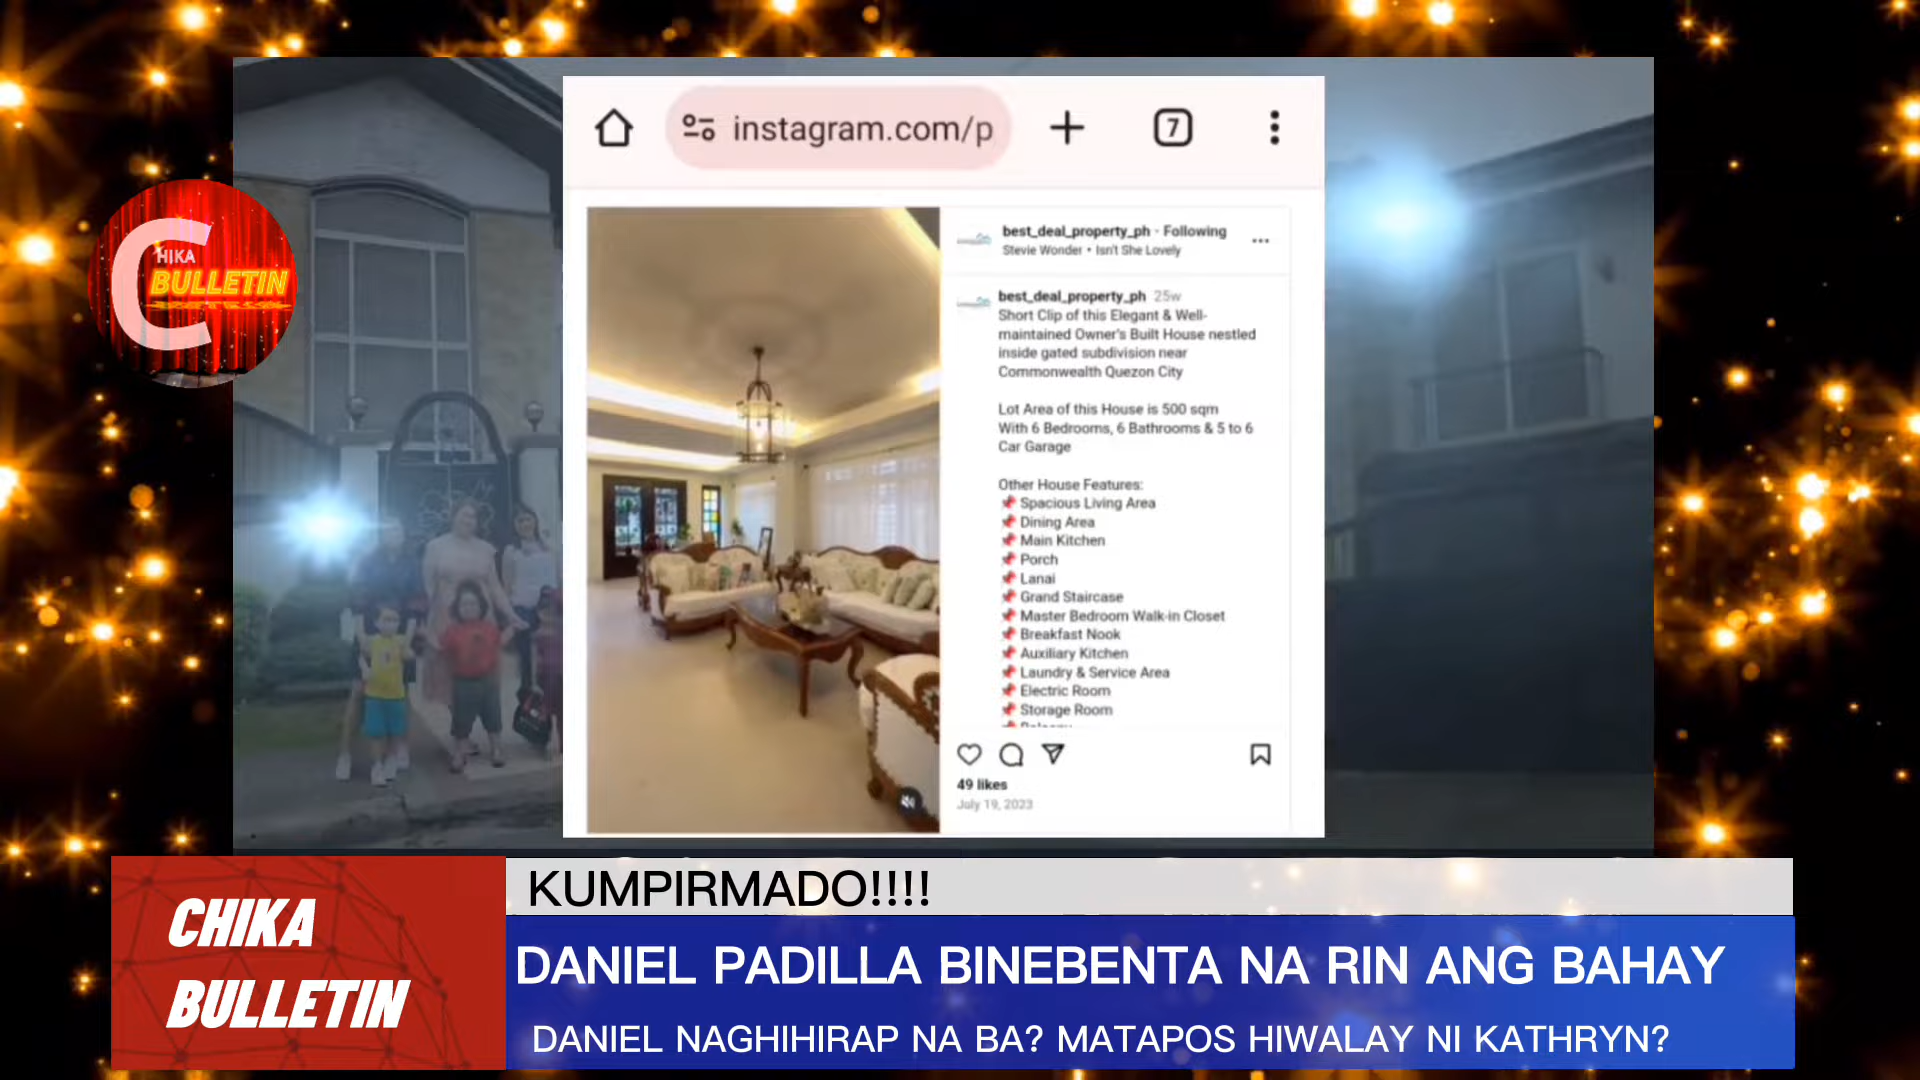 instagram.com/p
7
best_deal_property_ph · Following
Stevie Wonder • Isn't She Lovely
best_deal_property_ph 25w
Short Clip of this Elegant & Well-
maintained Owner's Built House nestled
inside gated subdivision near
Commonwealth Quezon City
Lot Area of this House is 500 sqm
With 6 Bedrooms, 6 Bathrooms & 5 to 6
Car Garage
Other House Features:
📌 Spacious Living Area
📌 Dining Area
📌 Main Kitchen
📌 Porch
📌 Lanai
📌 Grand Staircase
📌 Master Bedroom Walk-in Closet
📌 Breakfast Nook
📌 Auxiliary Kitchen
📌 Laundry & Service Area
📌 Electric Room
📌 Storage Room
49 likes
July 19, 2023
CHIKA
BULLETIN
KUMPIRMADO!!!!
CHIKA
BULLETIN
DANIEL PADILLA BINEBENTA NA RIN ANG BAHAY
DANIEL NAGHIHIRAP NA BA? MATAPOS HIWALAY NI KATHRYN?